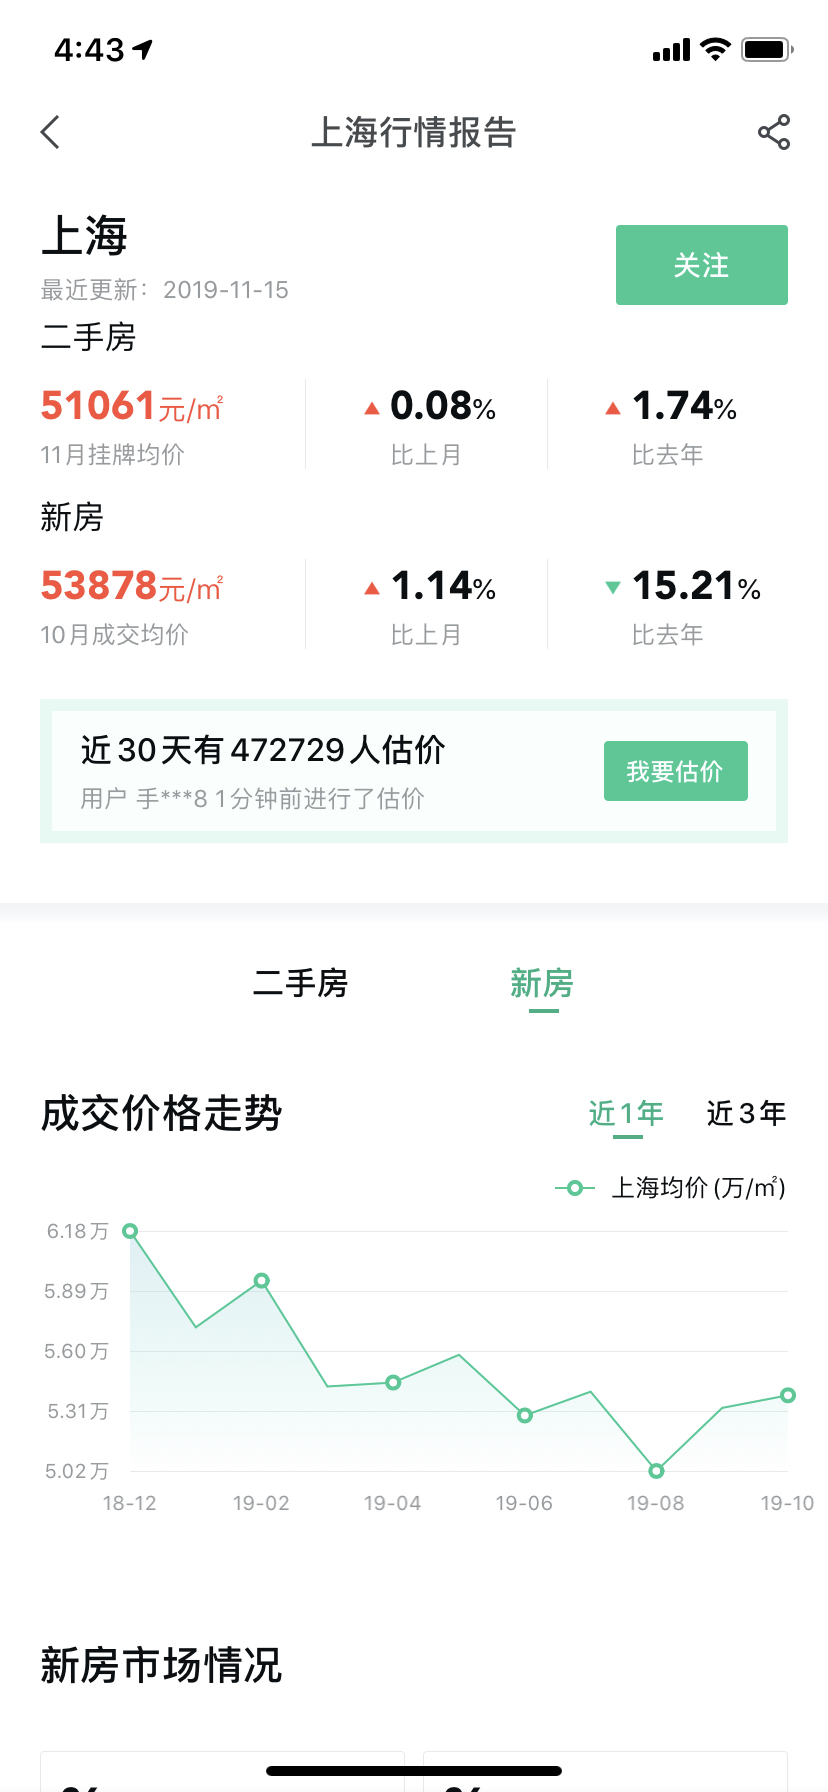 4:43
上海行情报告
上海
最近更新：2019-11-15
关注
二手房
51061元/㎡
0.08%
1.74%
11月挂牌均价
比上月
比去年
新房
53878元/㎡
1.14%
15.21%
10月成交均价
比上月
比去年
近30天有472729人估价
用户 手***8 1分钟前进行了估价
我要估价
二手房
新房
成交价格走势
近1年
近3年
上海均价(万/㎡)
6.18万
5.89万
5.60万
5.31万
5.02万
18-12
19-02
19-04
19-06
19-08
19-10
新房市场情况